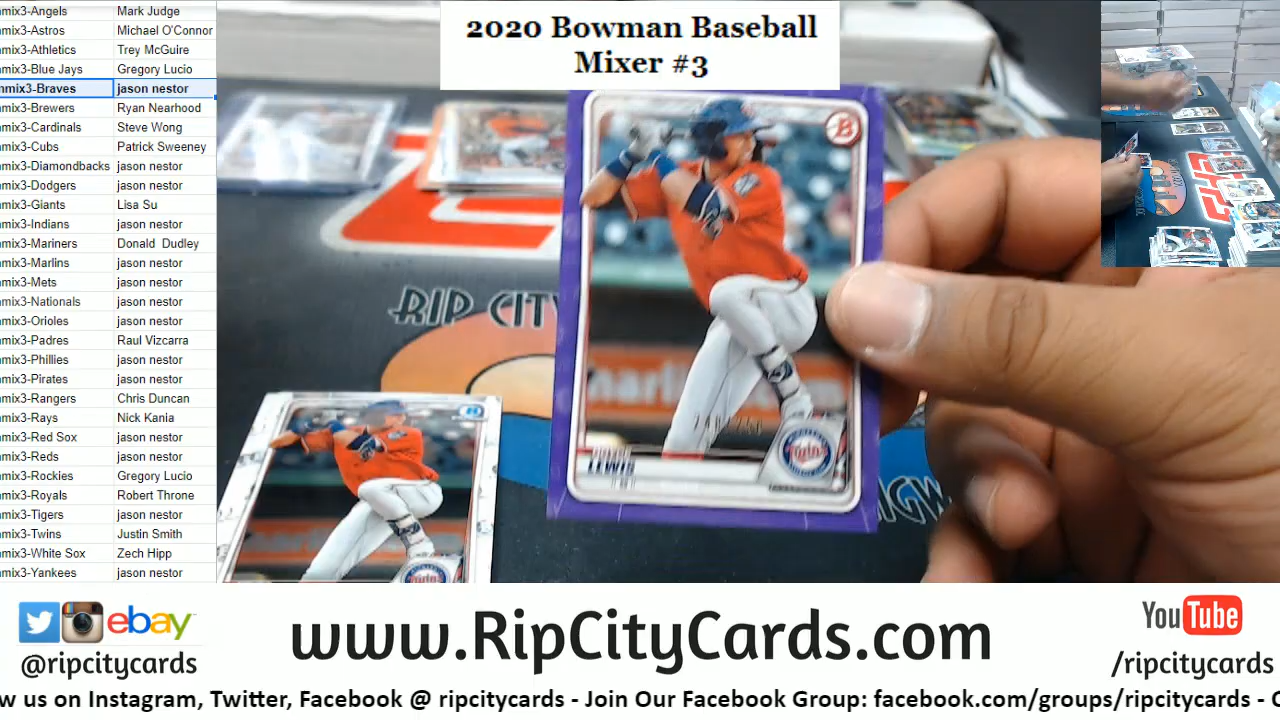 2020 Bowman Baseball
Mixer #3
mix3-Angels Mark Judge
mix3-Astros Michael O'Connor
mix3-Athletics Trey McGuire
mix3-Blue Jays Gregory Lucio
mix3-Braves jason nestor
mix3-Brewers Ryan Nearhood
mix3-Cardinals Steve Wong
mix3-Cubs Patrick Sweeney
mix3-Diamondbacks jason nestor
mix3-Dodgers jason nestor
mix3-Giants Lisa Su
mix3-Indians jason nestor
mix3-Mariners Donald Dudley
mix3-Marlins jason nestor
mix3-Mets jason nestor
mix3-Nationals jason nestor
mix3-Orioles jason nestor
mix3-Padres Raul Vizcarra
mix3-Phillies jason nestor
mix3-Pirates jason nestor
mix3-Rangers Chris Duncan
mix3-Rays Nick Kania
mix3-Red Sox jason nestor
mix3-Reds jason nestor
mix3-Rockies Gregory Lucio
mix3-Royals Robert Throne
mix3-Tigers jason nestor
mix3-Twins Justin Smith
mix3-White Sox Zech Hipp
mix3-Yankees jason nestor
B
RIP CIT
LEWIS
Twins
ebay
@ripcitycards
www.RipCityCards.com
YouTube
/ripcitycards
w us on Instagram, Twitter, Facebook @ ripcitycards - Join Our Facebook Group: facebook.com/groups/ripcitycards -